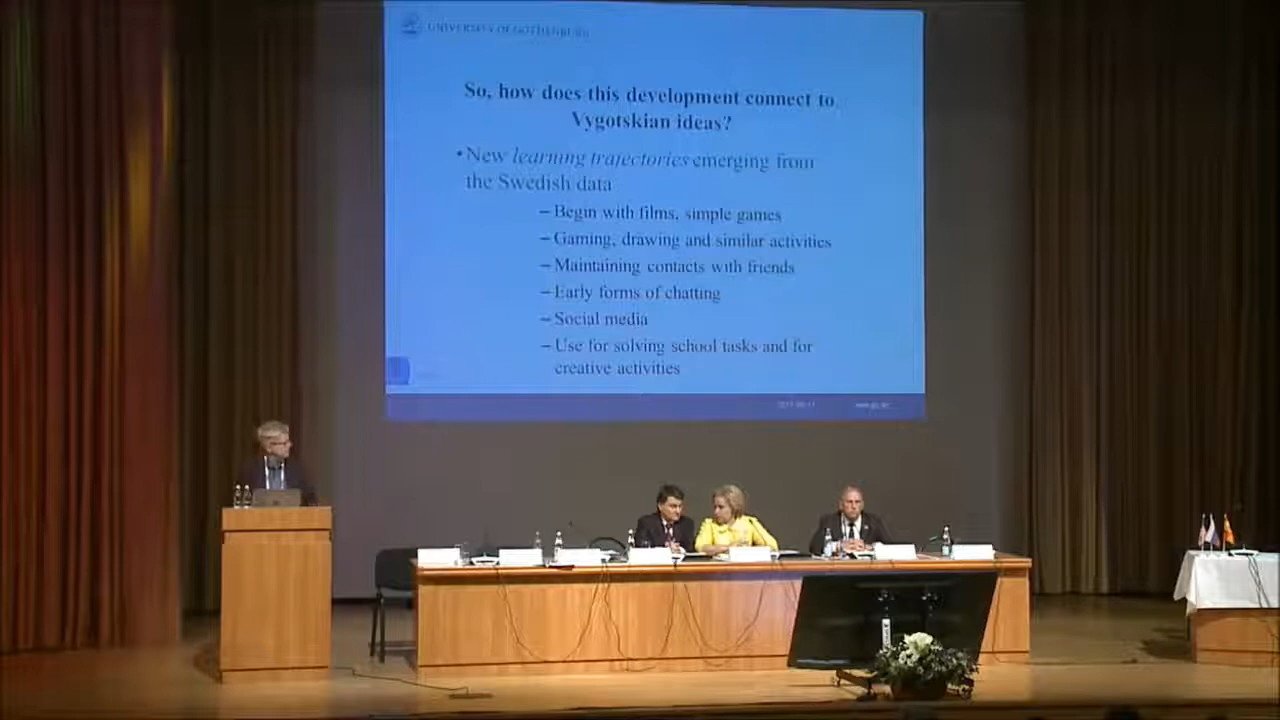 UNIVERSITY OF GOTHENBURG
So, how does this development connect to
Vygotskian ideas?
• New learning trajectories emerging from
the Swedish data
– Begin with films, simple games
– Gaming, drawing and similar activities
– Maintaining contacts with friends
– Early forms of chatting
– Social media
– Use for solving school tasks and for
creative activities